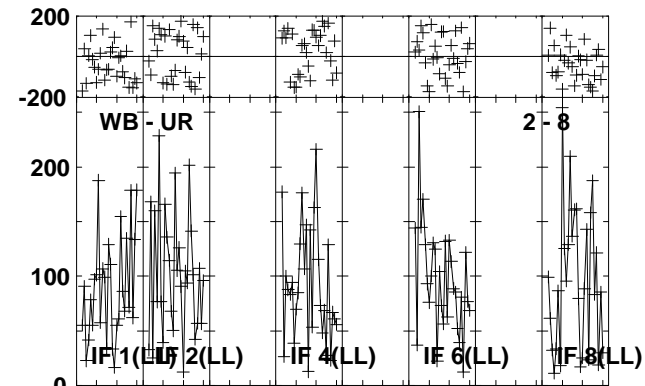 200
-200
WB - UR 2 - 8
200
100
IF 1(LL) IF 2(LL) IF 4(LL) IF 6(LL) IF 8(LL)
0